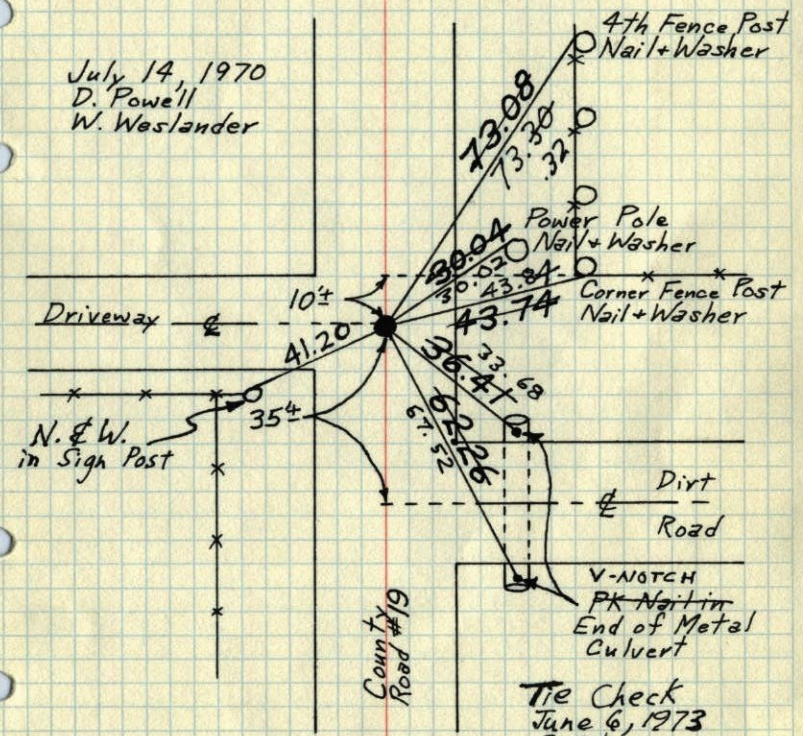 July 14, 1970
D. Powell
W. Weslander
4th Fence Post
Nail + Washer
73.08
73.30
.32
Power Pole
Nail + Washer
30.04
30.02
43.84
43.74
Corner Fence Post
Nail + Washer
10'±
Driveway ℄
41.20
36.41
33.68
62.26
67.52
35±
N. & W.
in Sign Post
℄ Dirt
Road
V-NOTCH
PK Nail in
End of Metal
Culvert
County
Road #19
Tie Check
June 6, 1973